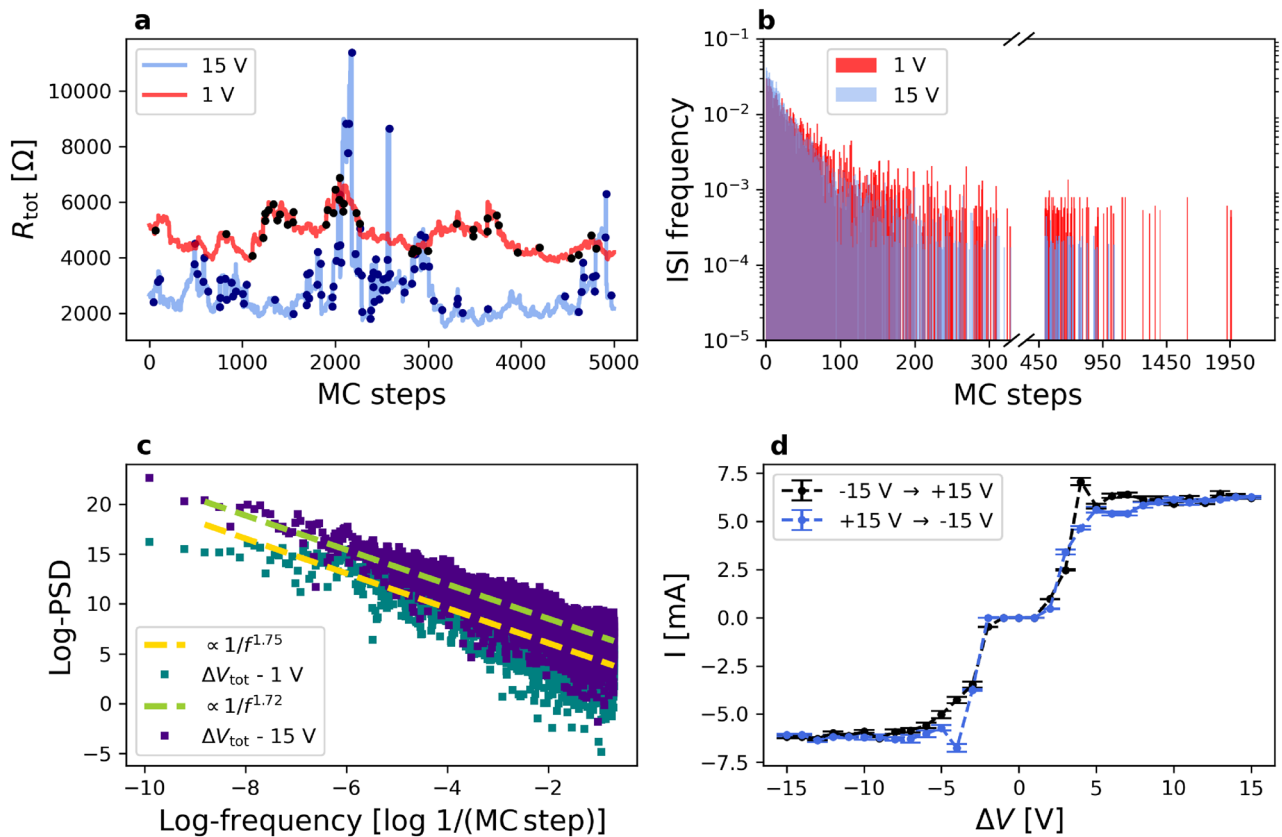 a
15 V
1 V
10000
8000
6000
4000
2000
R_tot [Ω]
0 1000 2000 3000 4000 5000
MC steps
b
1 V
15 V
10⁻¹
10⁻²
10⁻³
10⁻⁴
10⁻⁵
ISI frequency
0 100 200 300 450 950 1450 1950
MC steps
c
20
15
10
5
0
−5
Log-PSD
∝ 1/f^1.75
ΔV_tot - 1 V
∝ 1/f^1.72
ΔV_tot - 15 V
−10 −8 −6 −4 −2
Log-frequency [log 1/(MC step)]
d
-15 V → +15 V
+15 V → -15 V
7.5
5.0
2.5
0.0
−2.5
−5.0
−7.5
I [mA]
−15 −10 −5 0 5 10 15
ΔV [V]